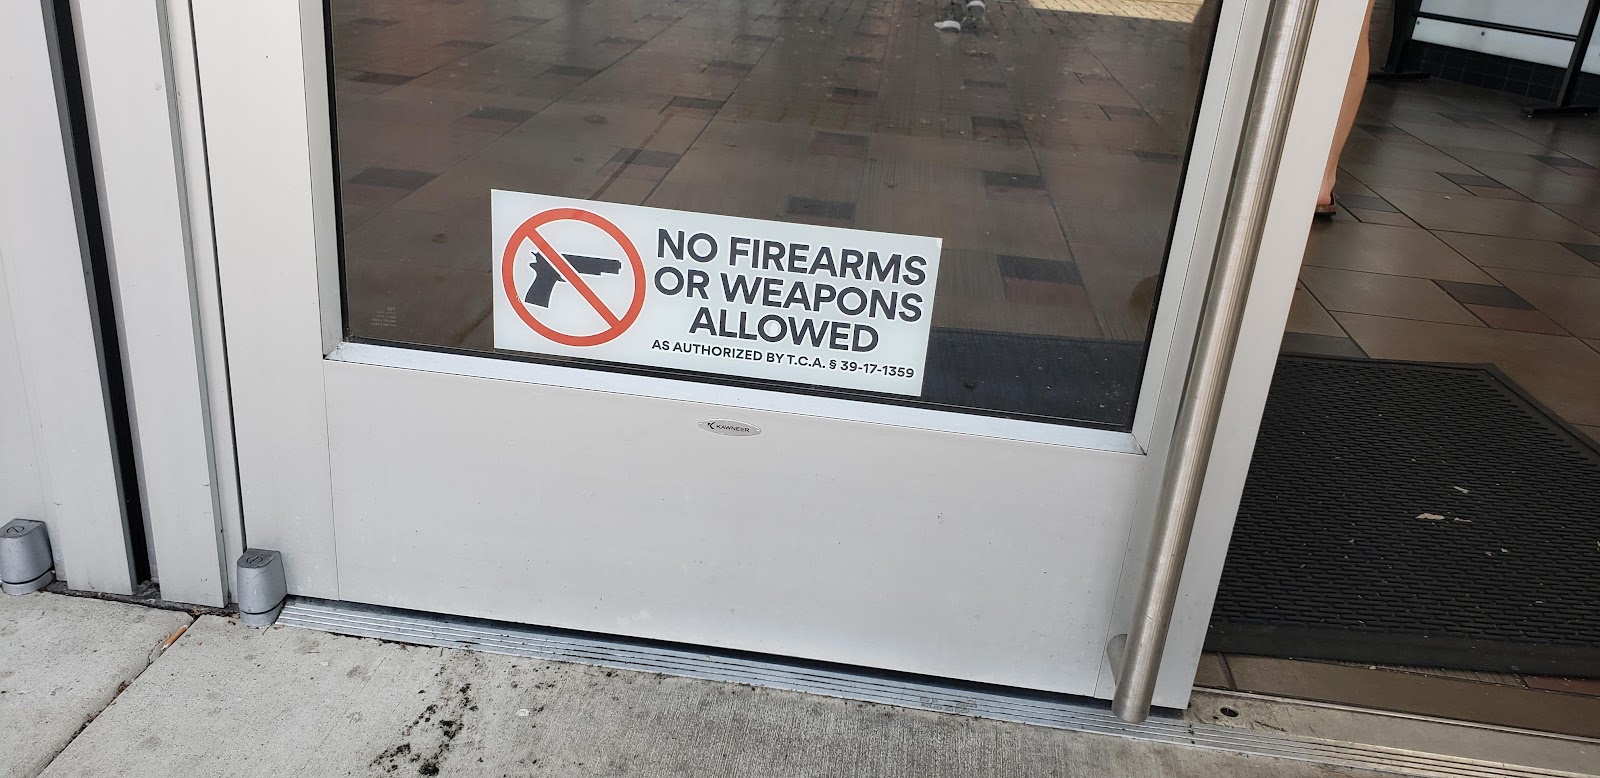 NO FIREARMS
OR WEAPONS
ALLOWED
AS AUTHORIZED BY T.C.A. § 39-17-1359
KAWNEER